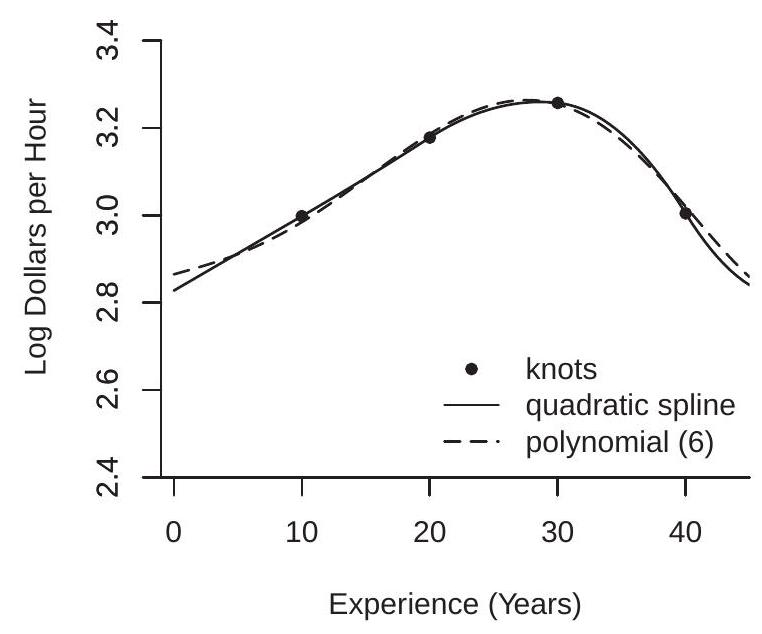 3.4
3.2
3.0
2.8
2.6
2.4
Log Dollars per Hour
knots
quadratic spline
polynomial (6)
0 10 20 30 40
Experience (Years)